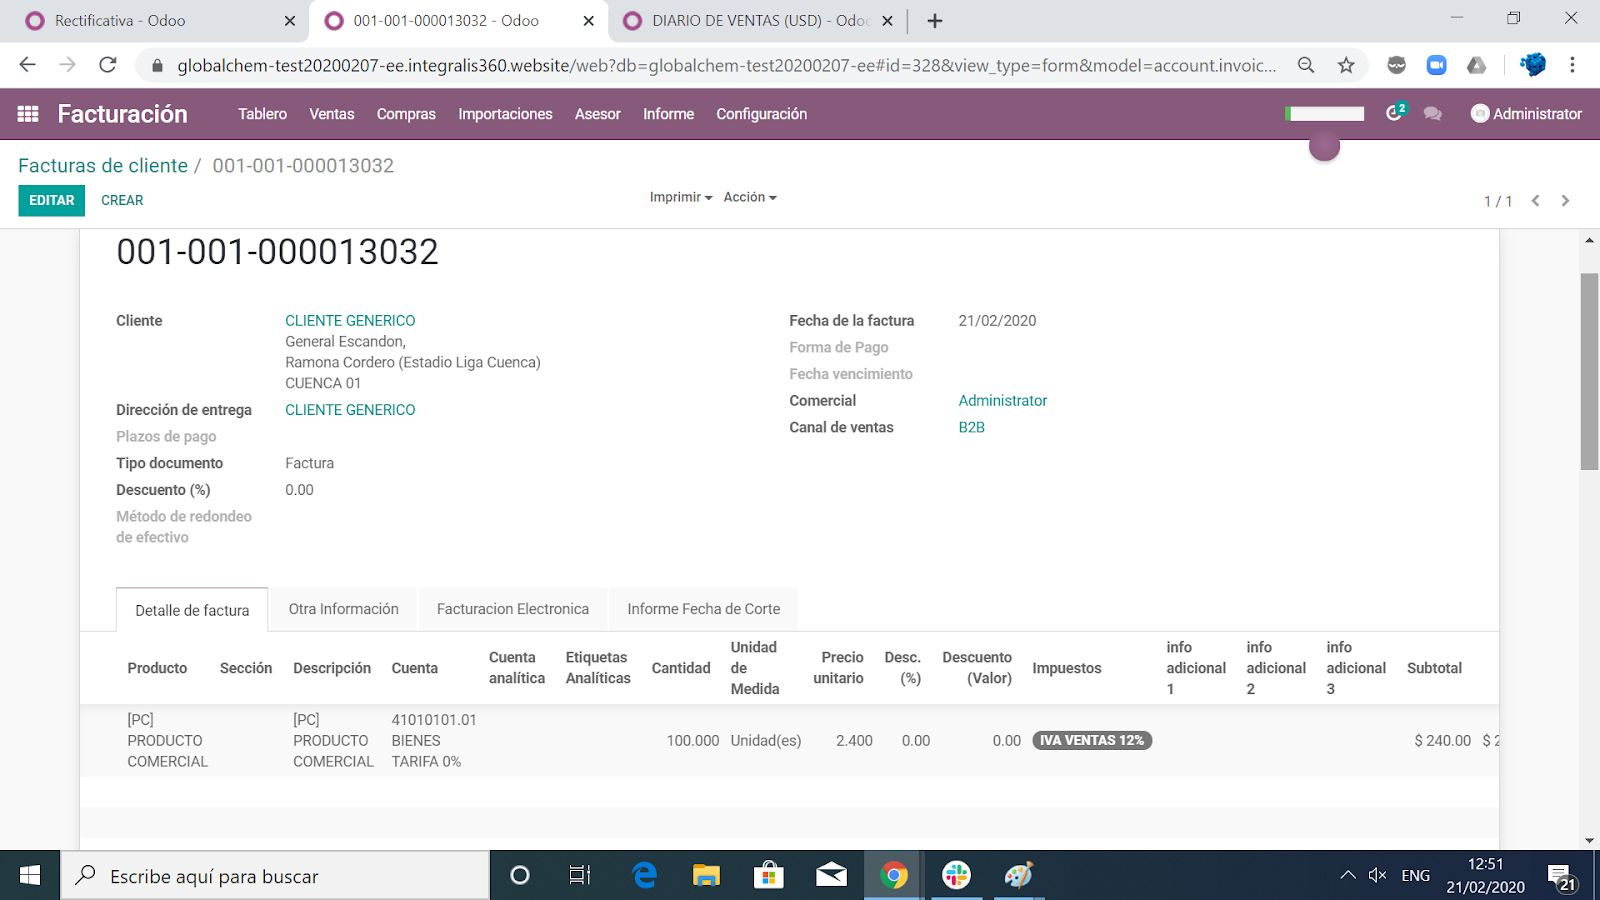 Rectificativa - Odoo
001-001-000013032 - Odoo
DIARIO DE VENTAS (USD) - Odoo
globalchem-test20200207-ee.integralis360.website/web?db=globalchem-test20200207-ee#id=328&view_type=form&model=account.invoic...
Facturación
Tablero Ventas Compras Importaciones Asesor Informe Configuración
2
Administrator
Facturas de cliente / 001-001-000013032
EDITAR CREAR
Imprimir Acción
1 / 1
001-001-000013032
Cliente CLIENTE GENERICO
General Escandon,
Ramona Cordero (Estadio Liga Cuenca)
CUENCA 01
Dirección de entrega CLIENTE GENERICO
Plazos de pago
Tipo documento Factura
Descuento (%) 0.00
Método de redondeo
de efectivo
Fecha de la factura 21/02/2020
Forma de Pago
Fecha vencimiento
Comercial Administrator
Canal de ventas B2B
Detalle de factura Otra Información Facturacion Electronica Informe Fecha de Corte
Producto
Sección
Descripción
Cuenta
Cuenta
analítica
Etiquetas
Analíticas
Cantidad
Unidad
de
Medida
Precio
unitario
Desc.
(%)
Descuento
(Valor)
Impuestos
info
adicional
1
info
adicional
2
info
adicional
3
Subtotal
[PC]
PRODUCTO
COMERCIAL
[PC]
PRODUCTO
COMERCIAL
41010101.01
BIENES
TARIFA 0%
100.000 Unidad(es) 2.400 0.00 0.00 IVA VENTAS 12% $ 240.00 $ 2
Escribe aquí para buscar
ENG
12:51
21/02/2020
21